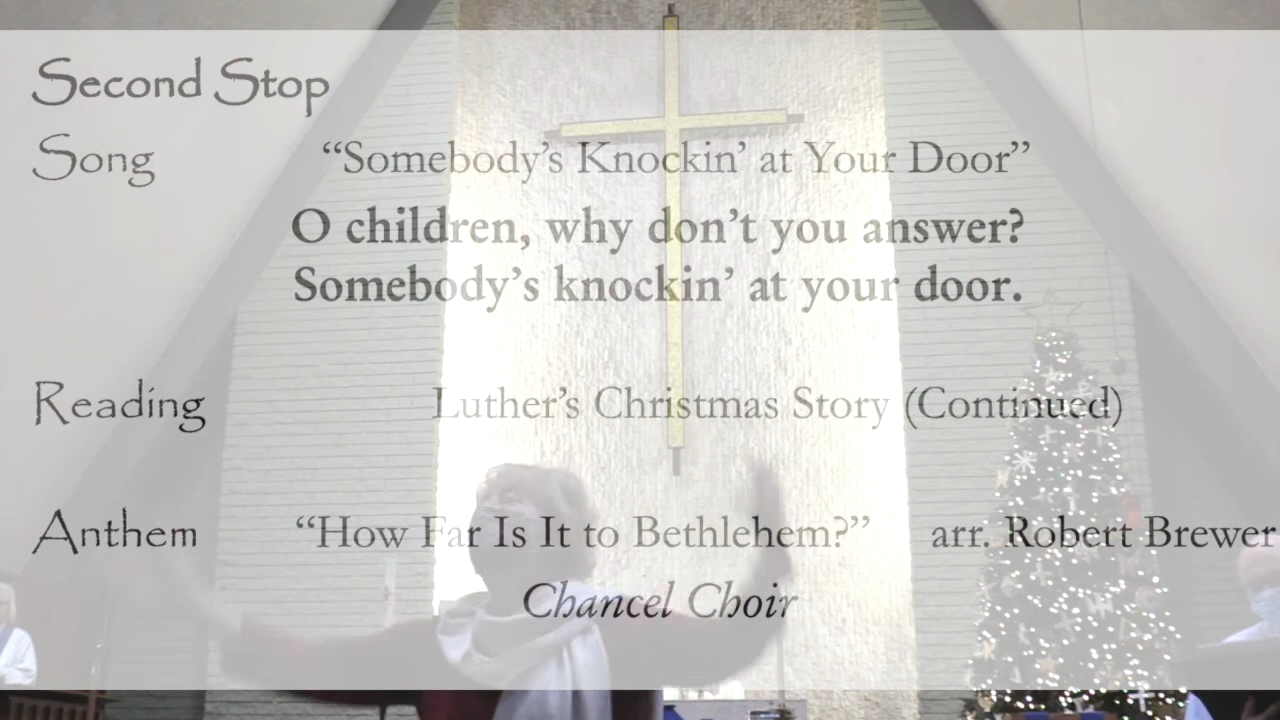 Second Stop
Song “Somebody’s Knockin’ at Your Door”
O children, why don’t you answer?
Somebody’s knockin’ at your door.
Reading Luther’s Christmas Story (Continued)
Anthem “How Far Is It to Bethlehem?” arr. Robert Brewer
Chancel Choir